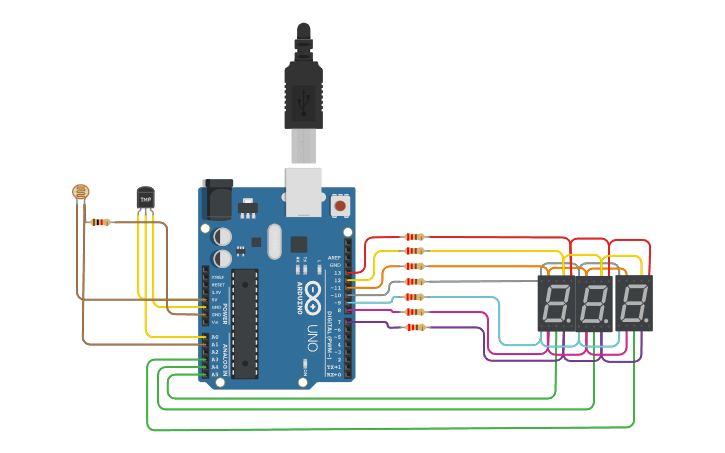 TMP
AREF
GND
13
12
~11
~10
~9
8
7
~6
~5
4
~3
2
TX→1
RX←0
DIGITAL (PWM~)
TX
RX
L
ON
ARDUINO
UNO
IOREF
RESET
3.3V
5V
GND
GND
Vin
POWER
A0
A1
A2
A3
A4
A5
ANALOG IN